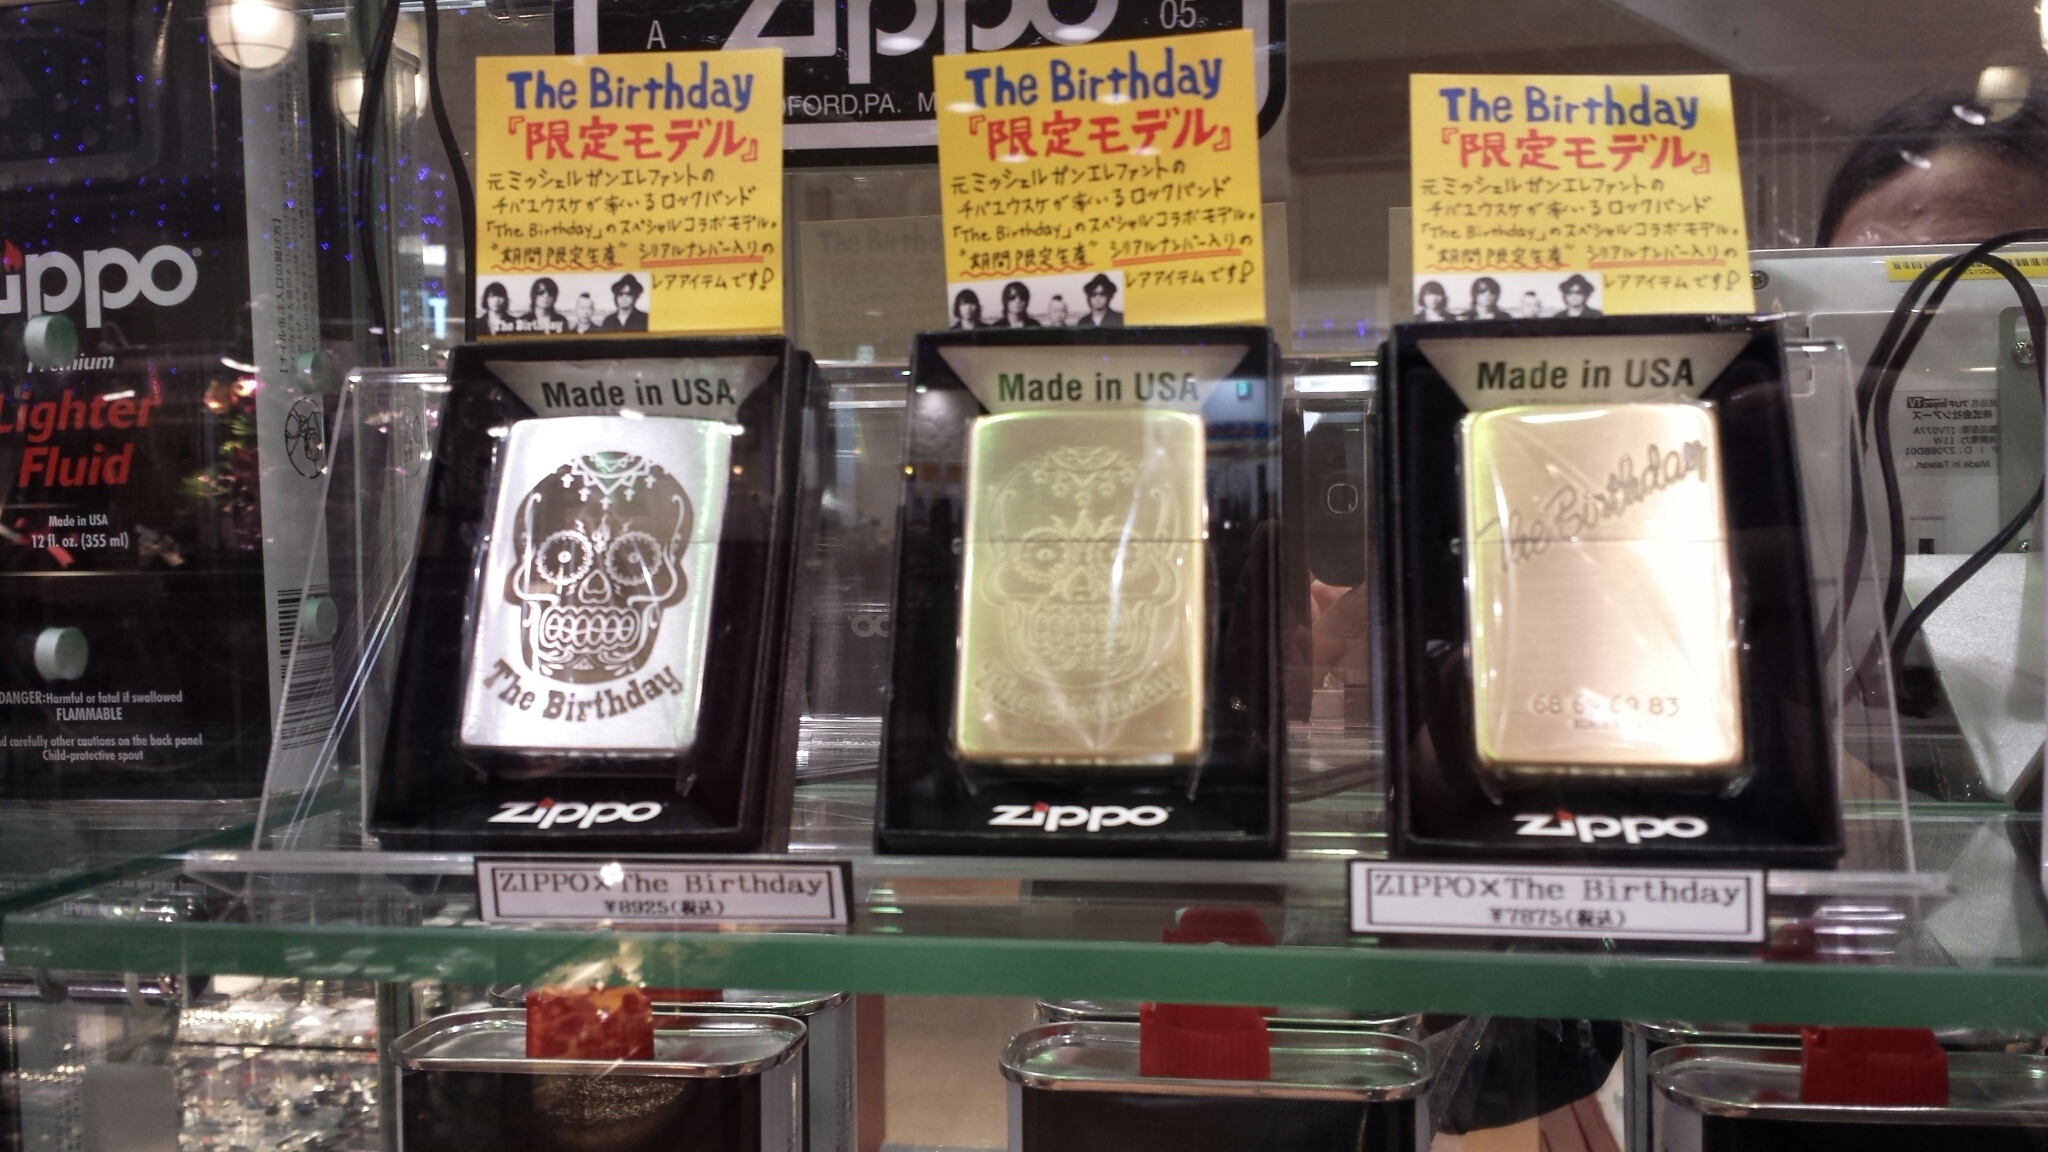 A
Zippo
05
DFORD,PA. M
The Birthday
『限定モデル』
元ミッシェルガンエレファントの
チバユウスケが率いるロックバンド
「The Birthday」のスペシャルコラボモデル。
"期間限定生産" シリアルナンバー入りの
レアアイテムです!
The Birthday
The Birthday
『限定モデル』
元ミッシェルガンエレファントの
チバユウスケが率いるロックバンド
「The Birthday」のスペシャルコラボモデル。
"期間限定生産" シリアルナンバー入りの
レアアイテムです!
The Birthday
『限定モデル』
元ミッシェルガンエレファントの
チバユウスケが率いるロックバンド
「The Birthday」のスペシャルコラボモデル。
"期間限定生産" シリアルナンバー入りの
レアアイテムです!
zippo
Premium
Lighter
Fluid
Made in USA
12 fl. oz. (355 ml)
DANGER:Harmful or fatal if swallowed
FLAMMABLE
carefully other cautions on the back panel
Child-protective spout
Made in USA
The Birthday
zippo
Made in USA
The Birthday
zippo
Made in USA
The Birthday
zippo
ZIPPO×The Birthday
¥8925(税込)
ZIPPO×The Birthday
¥7875(税込)